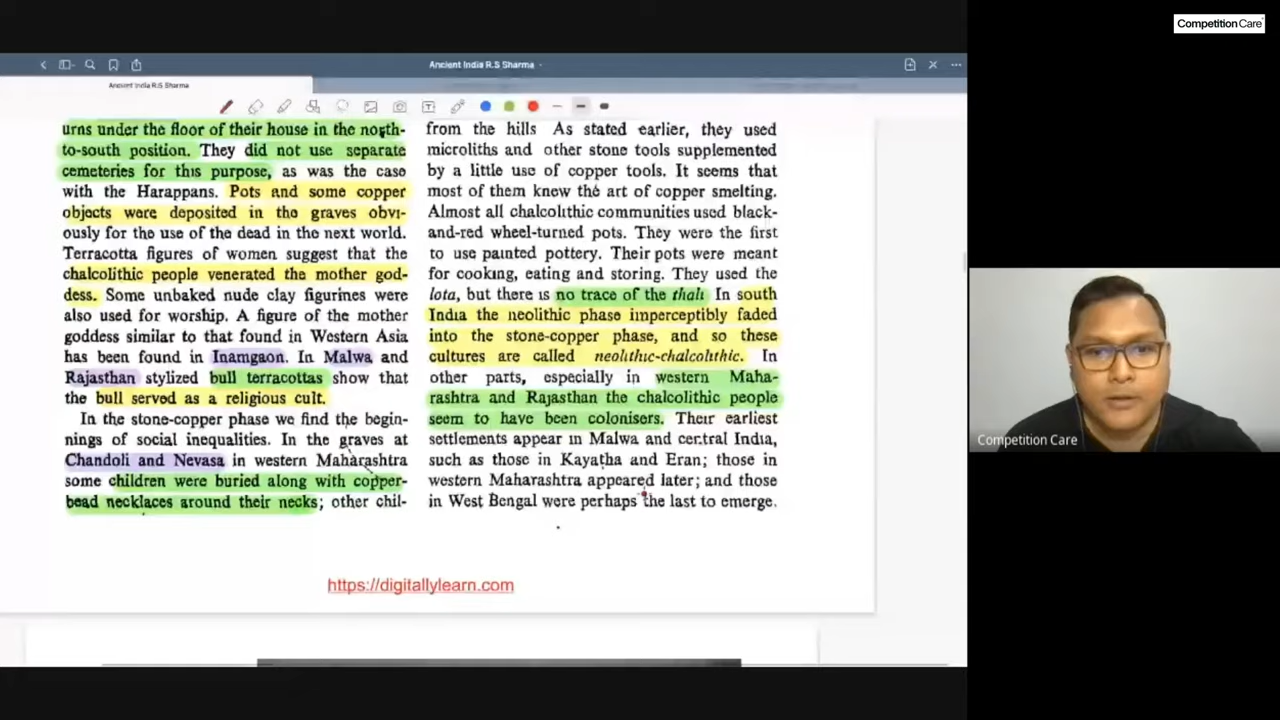 CompetitionCare
Ancient India R.S Sharma
Ancient India R.S Sharma
urns under the floor of their house in the north-
to-south position. They did not use separate
cemeteries for this purpose, as was the case
with the Harappans. Pots and some copper
objects were deposited in the graves obvi-
ously for the use of the dead in the next world.
Terracotta figures of women suggest that the
chalcolithic people venerated the mother god-
dess. Some unbaked nude clay figurines were
also used for worship. A figure of the mother
goddess similar to that found in Western Asia
has been found in Inamgaon. In Malwa and
Rajasthan stylized bull terracottas show that
the bull served as a religious cult.
In the stone-copper phase we find the begin-
nings of social inequalities. In the graves at
Chandoli and Nevasa in western Maharashtra
some children were buried along with copper-
bead necklaces around their necks; other chil-
from the hills As stated earlier, they used
microliths and other stone tools supplemented
by a little use of copper tools. It seems that
most of them knew the art of copper smelting.
Almost all chalcolithic communities used black-
and-red wheel-turned pots. They were the first
to use painted pottery. Their pots were meant
for cooking, eating and storing. They used the
lota, but there is no trace of the thali In south
India the neolithic phase imperceptibly faded
into the stone-copper phase, and so these
cultures are called neolithic-chalcolithic. In
other parts, especially in western Maha-
rashtra and Rajasthan the chalcolithic people
seem to have been colonisers. Their earliest
settlements appear in Malwa and central India,
such as those in Kayatha and Eran; those in
western Maharashtra appeared later; and those
in West Bengal were perhaps the last to emerge.
https://digitallylearn.com
Competition Care